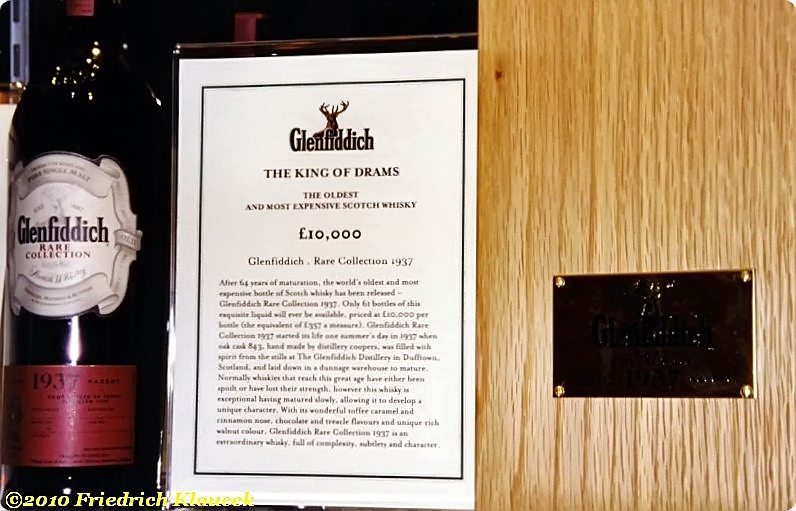 Glenfiddich
RARE
COLLECTION
1937
Glenfiddich
THE KING OF DRAMS
THE OLDEST
AND MOST EXPENSIVE SCOTCH WHISKY
£10,000
Glenfiddich . Rare Collection 1937
After 64 years of maturation, the world's oldest and most
expensive bottle of Scotch whisky has been released –
Glenfiddich Rare Collection 1937. Only 61 bottles of this
exquisite liquid will ever be available, priced at £10,000 per
bottle (the equivalent of £357 a measure). Glenfiddich Rare
Collection 1937 started its life one summer's day in 1937 when
oak cask 843, hand made by distillery coopers, was filled with
spirit from the stills at The Glenfiddich Distillery in Dufftown,
Scotland, and laid down in a dunnage warehouse to mature.
Normally whiskies that reach this great age have either been
spoilt or have lost their strength, however this whisky is
exceptional having matured slowly, allowing it to develop a
unique character. With its wonderful toffee caramel and
cinnamon nose, chocolate and treacle flavours and unique rich
walnut colour, Glenfiddich Rare Collection 1937 is an
extraordinary whisky, full of complexity, subtlety and character.
Glenfiddich
1937
©2010 Friedrich Klaucek